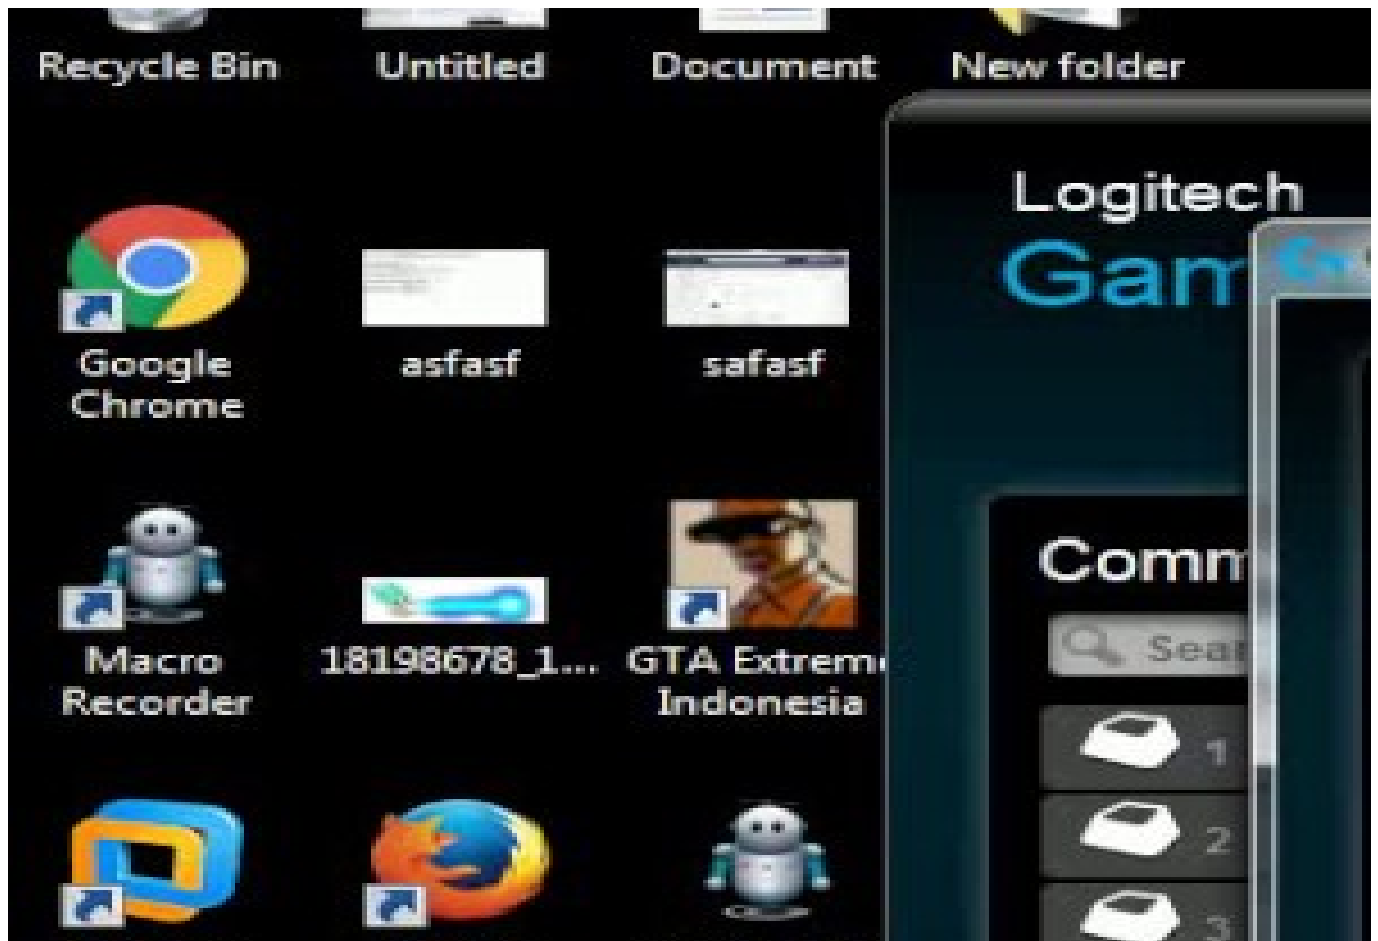 Recycle Bin
Untitled
Document
New folder
Logitech
Gam
Google
Chrome
asfasf
safasf
Comm
Sear
Macro
Recorder
18198678_1...
GTA Extreme
Indonesia
1
2
3